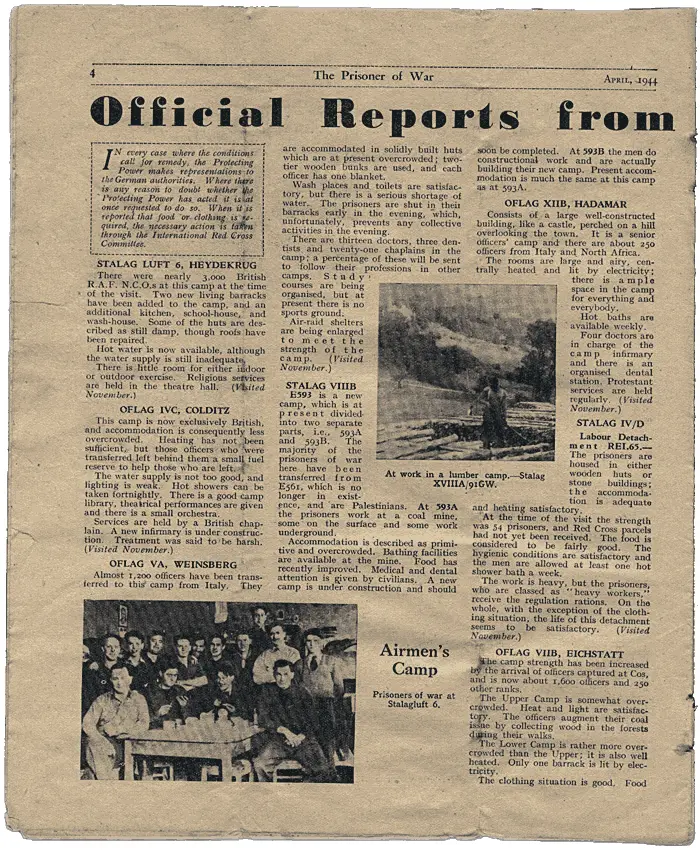 4
The Prisoner of War
APRIL, 1944
Official Reports from
IN every case where the conditions
call for remedy, the Protecting
Power makes representations to
the German authorities. Where there
is any reason to doubt whether the
Protecting Power has acted it is at
once requested to do so. When it is
reported that food or clothing is re-
quired, the necessary action is taken
through the International Red Cross
Committee.
STALAG LUFT 6, HEYDEKRUG
There were nearly 3,000 British
R.A.F. N.C.O.s at this camp at the time
of the visit. Two new living barracks
have been added to the camp, and an
additional kitchen, school-house, and
wash-house. Some of the huts are des-
cribed as still damp, though roofs have
been repaired.
Hot water is now available, although
the water supply is still inadequate.
There is little room for either indoor
or outdoor exercise. Religious services
are held in the theatre hall. (Visited
November.)
OFLAG IVC, COLDITZ
This camp is now exclusively British,
and accommodation is consequently less
overcrowded. Heating has not been
sufficient, but those officers who were
transferred left behind them a small fuel
reserve to help those who are left.
The water supply is not too good, and
lighting is weak. Hot showers can be
taken fortnightly. There is a good camp
library, theatrical performances are given
and there is a small orchestra.
Services are held by a British chap-
lain. A new infirmary is under construc-
tion. Treatment was said to be harsh.
(Visited November.)
OFLAG VA, WEINSBERG
Almost 1,200 officers have been trans-
ferred to this camp from Italy. They
are accommodated in solidly built huts
which are at present overcrowded; two-
tier wooden bunks are used, and each
officer has one blanket.
Wash places and toilets are satisfac-
tory, but there is a serious shortage of
water. The prisoners are shut in their
barracks early in the evening, which,
unfortunately, prevents any collective
activities in the evening.
There are thirteen doctors, three den-
tists and twenty-one chaplains in the
camp; a percentage of these will be sent
to follow their professions in other
camps. Study
courses are being
organised, but at
present there is no
sports ground.
Air-raid shelters
are being enlarged
to meet the
strength of the
camp. (Visited
November.)
STALAG VIIIB
E593 is a new
camp, which is at
present divided
into two separate
parts, i.e., 593A
and 593B. The
majority of the
prisoners of war
here have been
transferred from
E561, which is no
longer in exist-
ence, and are Palestinians. At 593A
the prisoners work at a coal mine,
some on the surface and some work
underground.
Accommodation is described as primi-
tive and overcrowded. Bathing facilities
are available at the mine. Food has
recently improved. Medical and dental
attention is given by civilians. A new
camp is under construction and should
soon be completed. At 593B the men do
constructional work and are actually
building their new camp. Present accom-
modation is much the same at this camp
as at 593A.
OFLAG XIIB, HADAMAR
Consists of a large well-constructed
building, like a castle, perched on a hill
overlooking the town. It is a senior
officers' camp and there are about 250
officers from Italy and North Africa.
The rooms are large and airy, cen-
trally heated and lit by electricity;
there is ample
space in the camp
for everything and
everybody.
Hot baths are
available weekly.
Four doctors are
in charge of the
camp infirmary
and there is an
organised dental
station. Protestant
services are held
regularly. (Visited
November.)
STALAG IV/D
Labour Detach-
ment REI.65.—
The prisoners are
housed in either
wooden huts or
stone buildings;
the accommoda-
tion is adequate
and heating satisfactory.
At the time of the visit the strength
was 54 prisoners, and Red Cross parcels
had not yet been received. The food is
considered to be fairly good. The
hygienic conditions are satisfactory and
the men are allowed at least one hot
shower bath a week.
The work is heavy, but the prisoners,
who are classed as "heavy workers,"
receive the regulation rations. On the
whole, with the exception of the cloth-
ing situation, the life of this detachment
seems to be satisfactory. (Visited
November.)
OFLAG VIIB, EICHSTATT
The camp strength has been increased
by the arrival of officers captured at Cos,
and is now about 1,600 officers and 250
other ranks.
The Upper Camp is somewhat over-
crowded. Heat and light are satisfac-
tory. The officers augment their coal
issue by collecting wood in the forests
during their walks.
The Lower Camp is rather more over-
crowded than the Upper; it is also well
heated. Only one barrack is lit by elec-
tricity.
The clothing situation is good. Food
At work in a lumber camp.—Stalag
XVIIIA/91GW.
Airmen's
Camp
Prisoners of war at
Stalagluft 6.